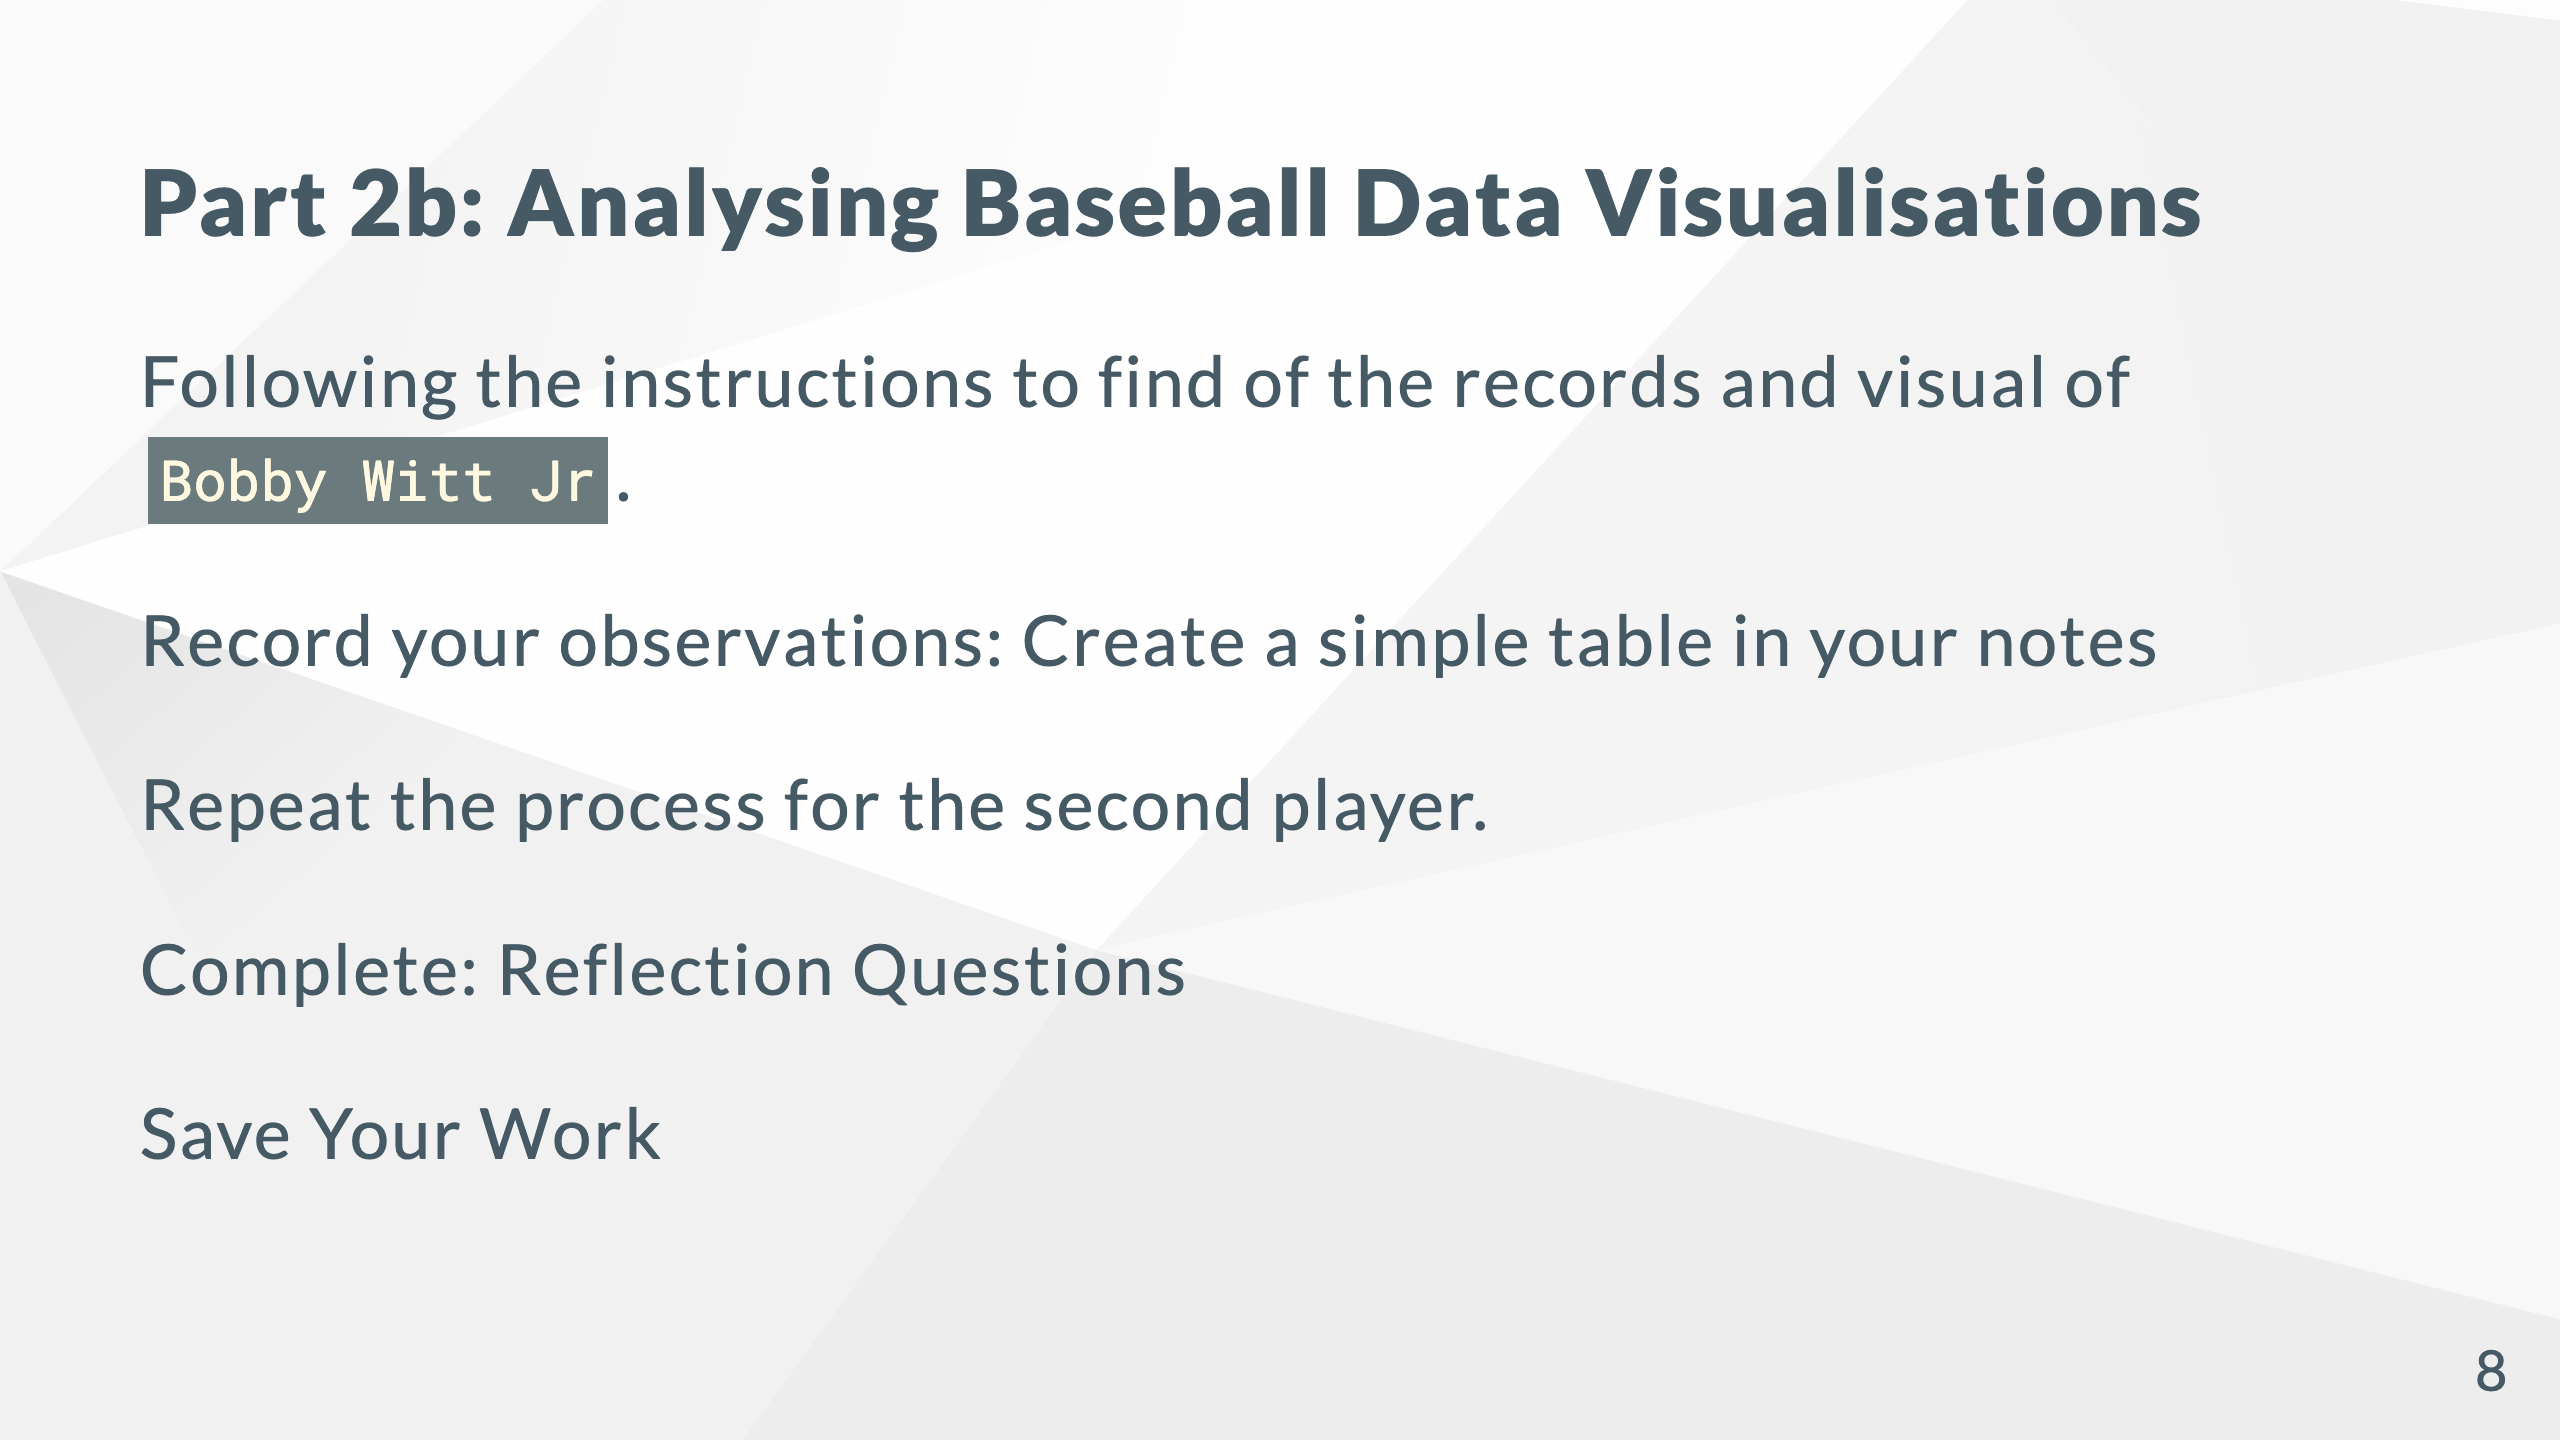 Part 2b: Analysing Baseball Data Visualisations
Following the instructions to find of the records and visual of
Bobby Witt Jr.
Record your observations: Create a simple table in your notes
Repeat the process for the second player.
Complete: Reflection Questions
Save Your Work
8